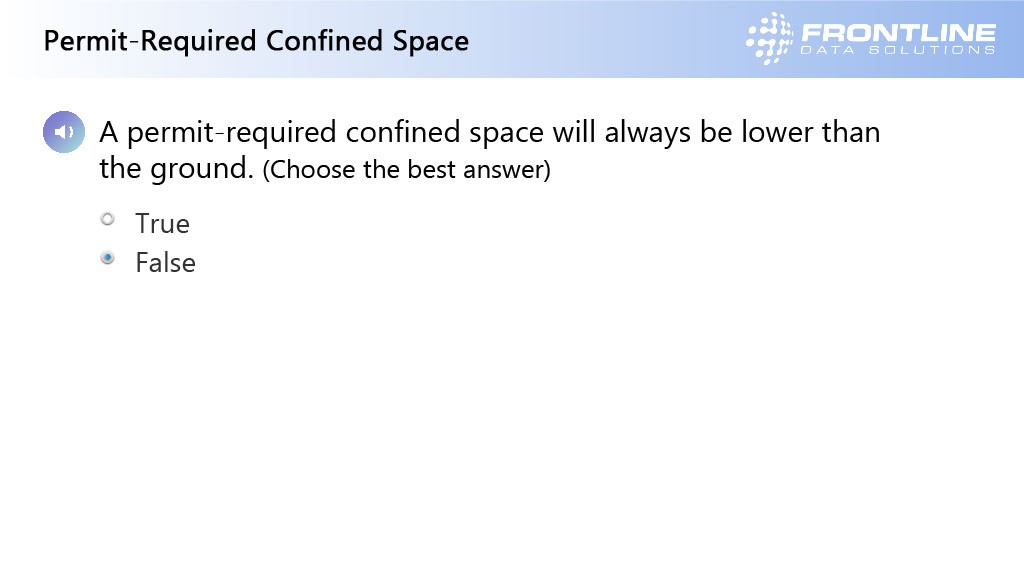 Permit-Required Confined Space
FRONTLINE
DATA SOLUTIONS
A permit-required confined space will always be lower than
the ground. (Choose the best answer)
True
False